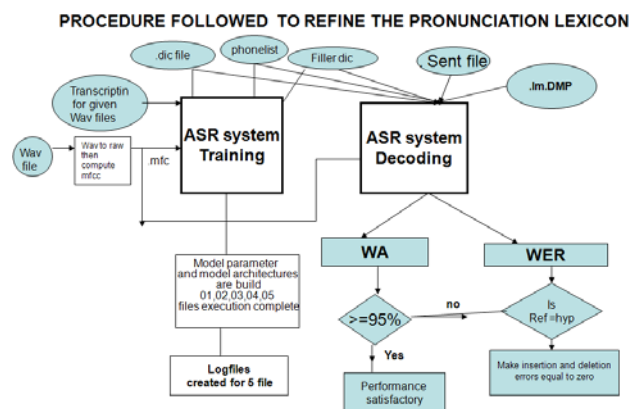 PROCEDURE FOLLOWED TO REFINE THE PRONUNCIATION LEXICON
.dic file
phonelist
Filler dic
Sent file
.lm.DMP
Transcriptin
for given
Wav files
ASR system
Training
ASR system
Decoding
Wav
file
Wav to raw
then
compute
mfcc
.mfc
Model parameter
and model architectures
are build
01,02,03,04,05
files execution complete
Logfiles
created for 5 file
WA
WER
>=95%
no
Is
Ref =hyp
Yes
Performance
satisfactory
Make insertion and deletion
errors equal to zero